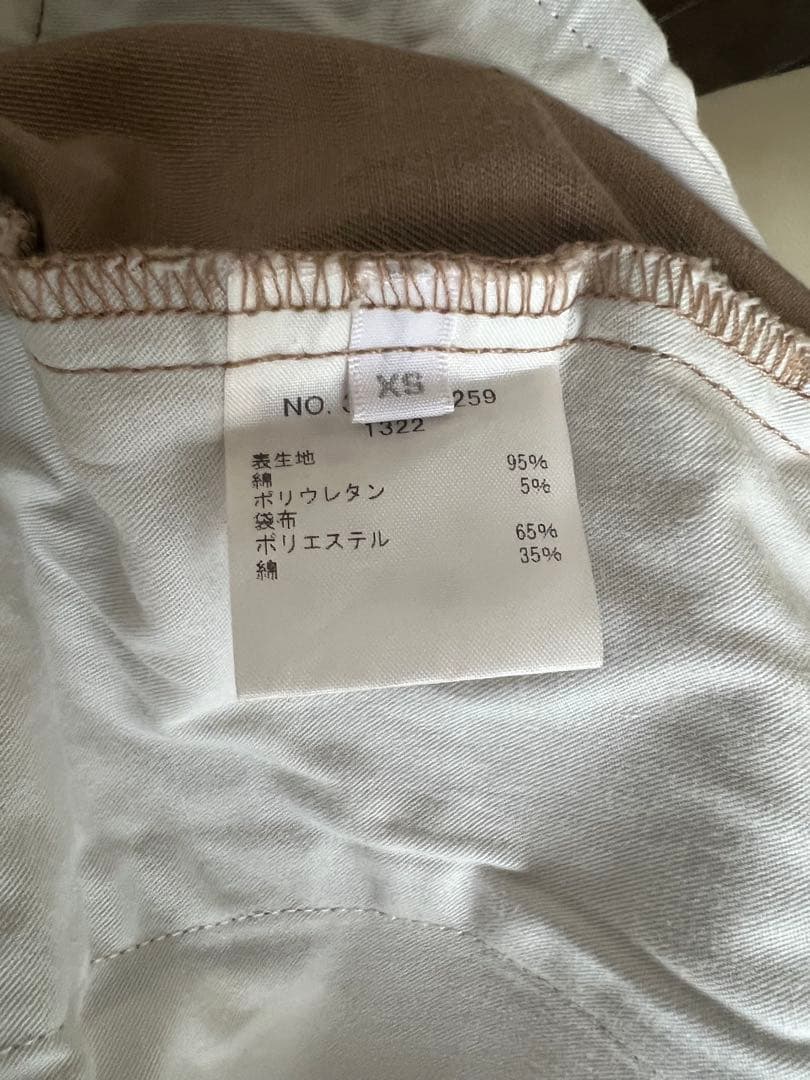 XS
NO. 3 259
1322
表生地
綿 95%
ポリウレタン 5%
袋布
ポリエステル 65%
綿 35%